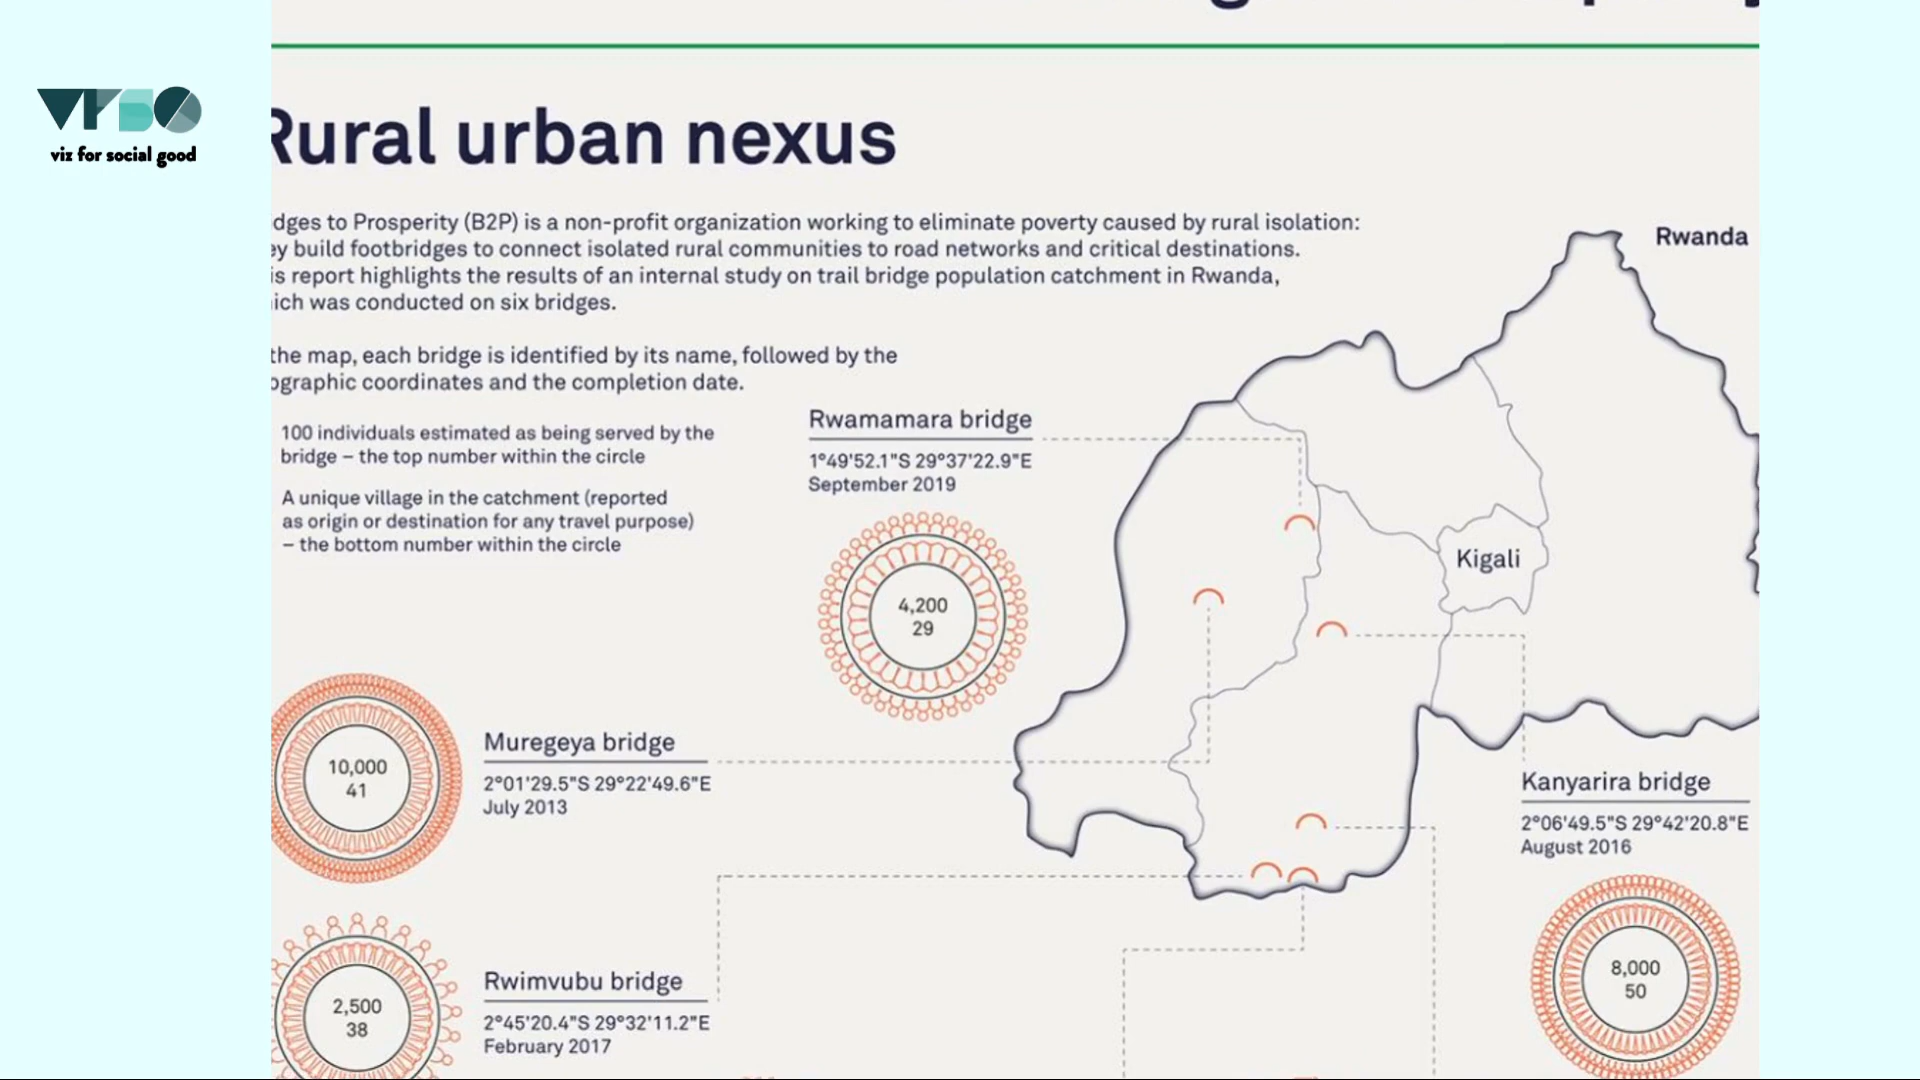 viz for social good
Rural urban nexus
dges to Prosperity (B2P) is a non-profit organization working to eliminate poverty caused by rural isolation:
ey build footbridges to connect isolated rural communities to road networks and critical destinations.
is report highlights the results of an internal study on trail bridge population catchment in Rwanda,
ich was conducted on six bridges.
the map, each bridge is identified by its name, followed by the
ographic coordinates and the completion date.
100 individuals estimated as being served by the
bridge – the top number within the circle
A unique village in the catchment (reported
as origin or destination for any travel purpose)
– the bottom number within the circle
Rwanda
Kigali
Rwamamara bridge
1°49'52.1"S 29°37'22.9"E
September 2019
4,200
29
10,000
41
Muregeya bridge
2°01'29.5"S 29°22'49.6"E
July 2013
Kanyarira bridge
2°06'49.5"S 29°42'20.8"E
August 2016
8,000
50
2,500
38
Rwimvubu bridge
2°45'20.4"S 29°32'11.2"E
February 2017